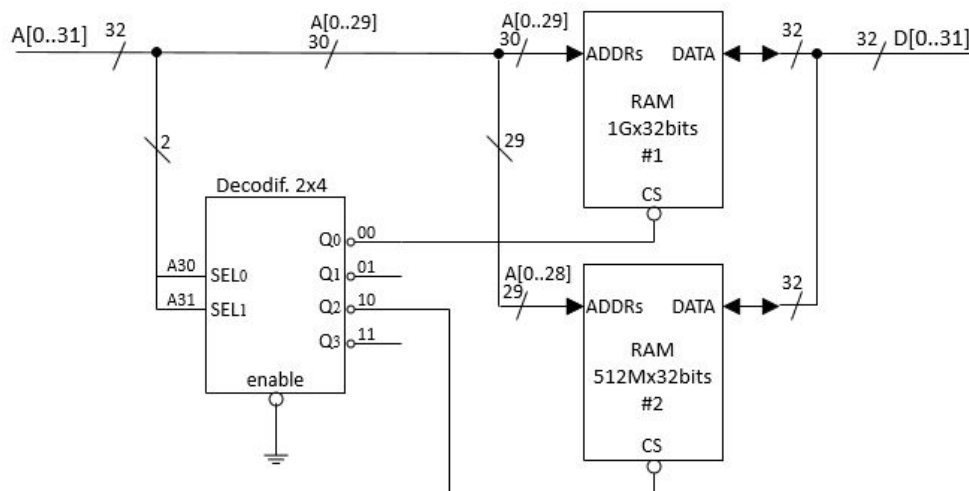 A[0..31]
32
A[0..29]
30
A[0..29]
30
ADDRs
DATA
32
32
D[0..31]
RAM
1Gx32bits
#1
CS
2
29
Decodif. 2x4
Q0
00
A30
SEL0
Q1
01
A31
SEL1
Q2
10
Q3
11
enable
A[0..28]
29
ADDRs
DATA
32
RAM
512Mx32bits
#2
CS